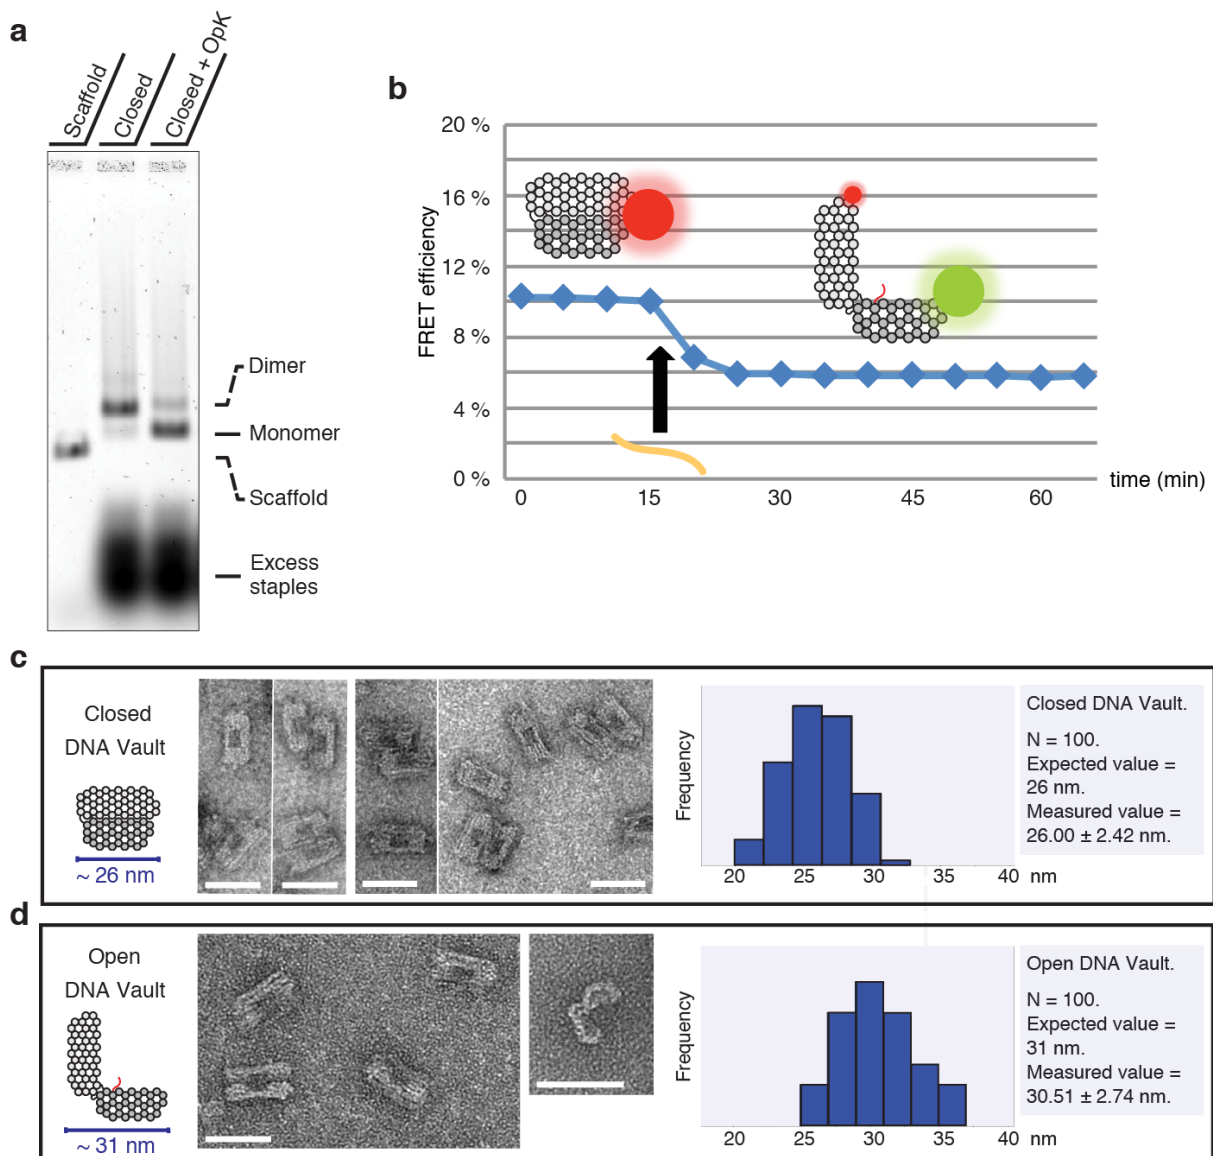 a
Scaffold
Closed
Closed + OpK
Dimer
Monomer
Scaffold
Excess
staples
b
20 %
16 %
12 %
8 %
4 %
0 %
FRET efficiency
0
15
30
45
60
time (min)
c
Closed
DNA Vault
~ 26 nm
Frequency
20
25
30
35
40
nm
Closed DNA Vault.
N = 100.
Expected value =
26 nm.
Measured value =
26.00 ± 2.42 nm.
d
Open
DNA Vault
~ 31 nm
Frequency
20
25
30
35
40
nm
Open DNA Vault.
N = 100.
Expected value =
31 nm.
Measured value =
30.51 ± 2.74 nm.